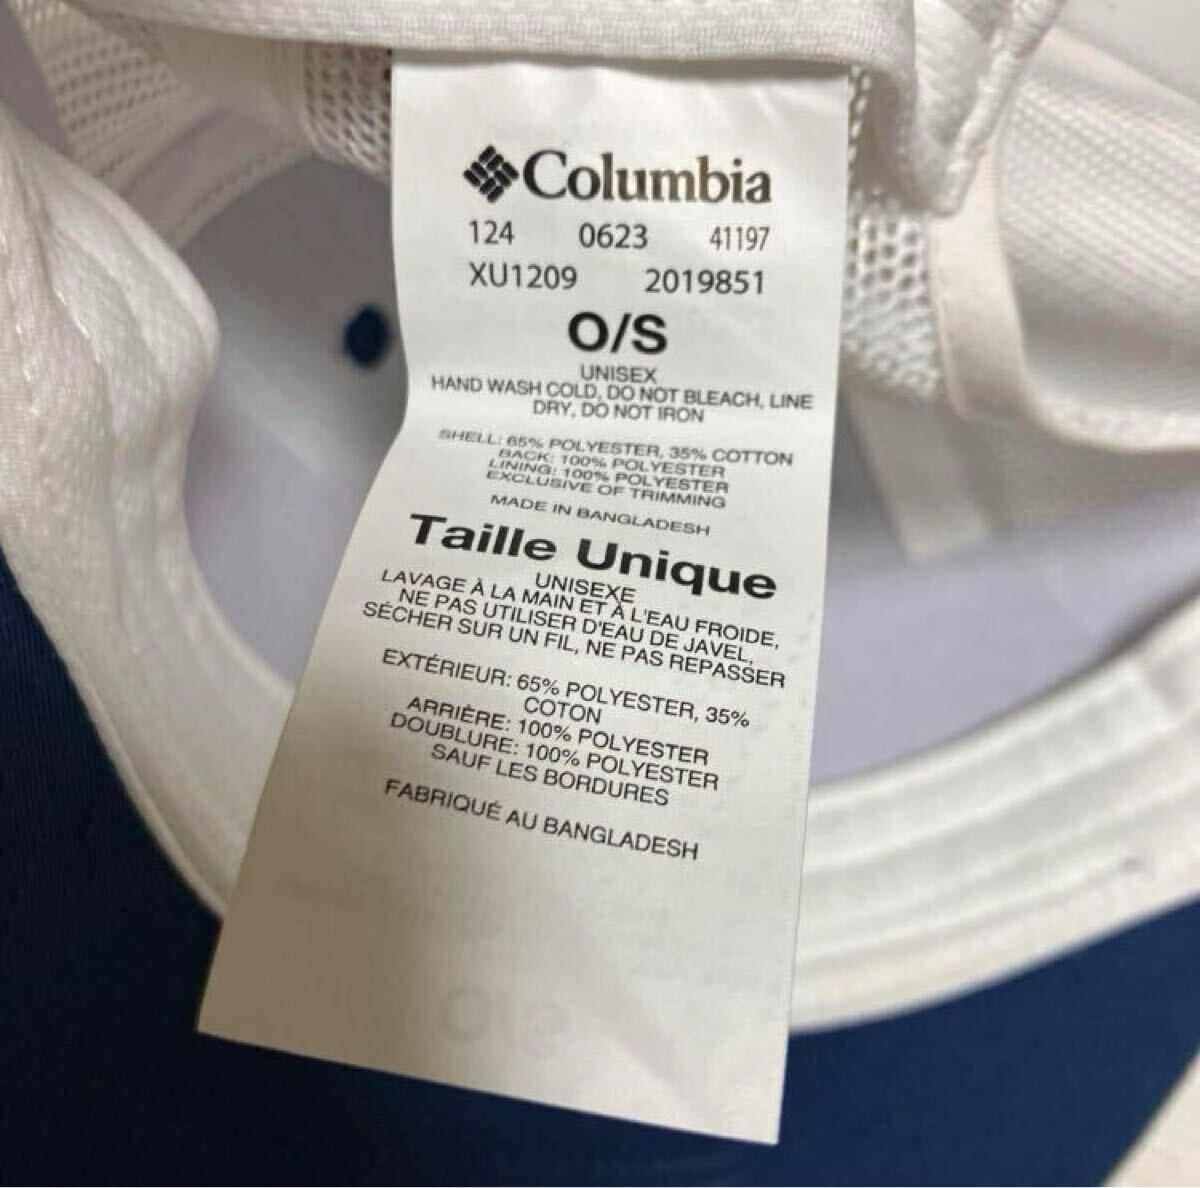 Columbia
124 0623 41197
XU1209 2019851
O/S
UNISEX
HAND WASH COLD, DO NOT BLEACH, LINE
DRY, DO NOT IRON
SHELL: 65% POLYESTER, 35% COTTON
BACK: 100% POLYESTER
LINING: 100% POLYESTER
EXCLUSIVE OF TRIMMING
MADE IN BANGLADESH
Taille Unique
UNISEXE
LAVAGE À LA MAIN ET À L'EAU FROIDE,
NE PAS UTILISER D'EAU DE JAVEL,
SÉCHER SUR UN FIL, NE PAS REPASSER
EXTÉRIEUR: 65% POLYESTER, 35%
COTON
ARRIÈRE: 100% POLYESTER
DOUBLURE: 100% POLYESTER
SAUF LES BORDURES
FABRIQUÉ AU BANGLADESH